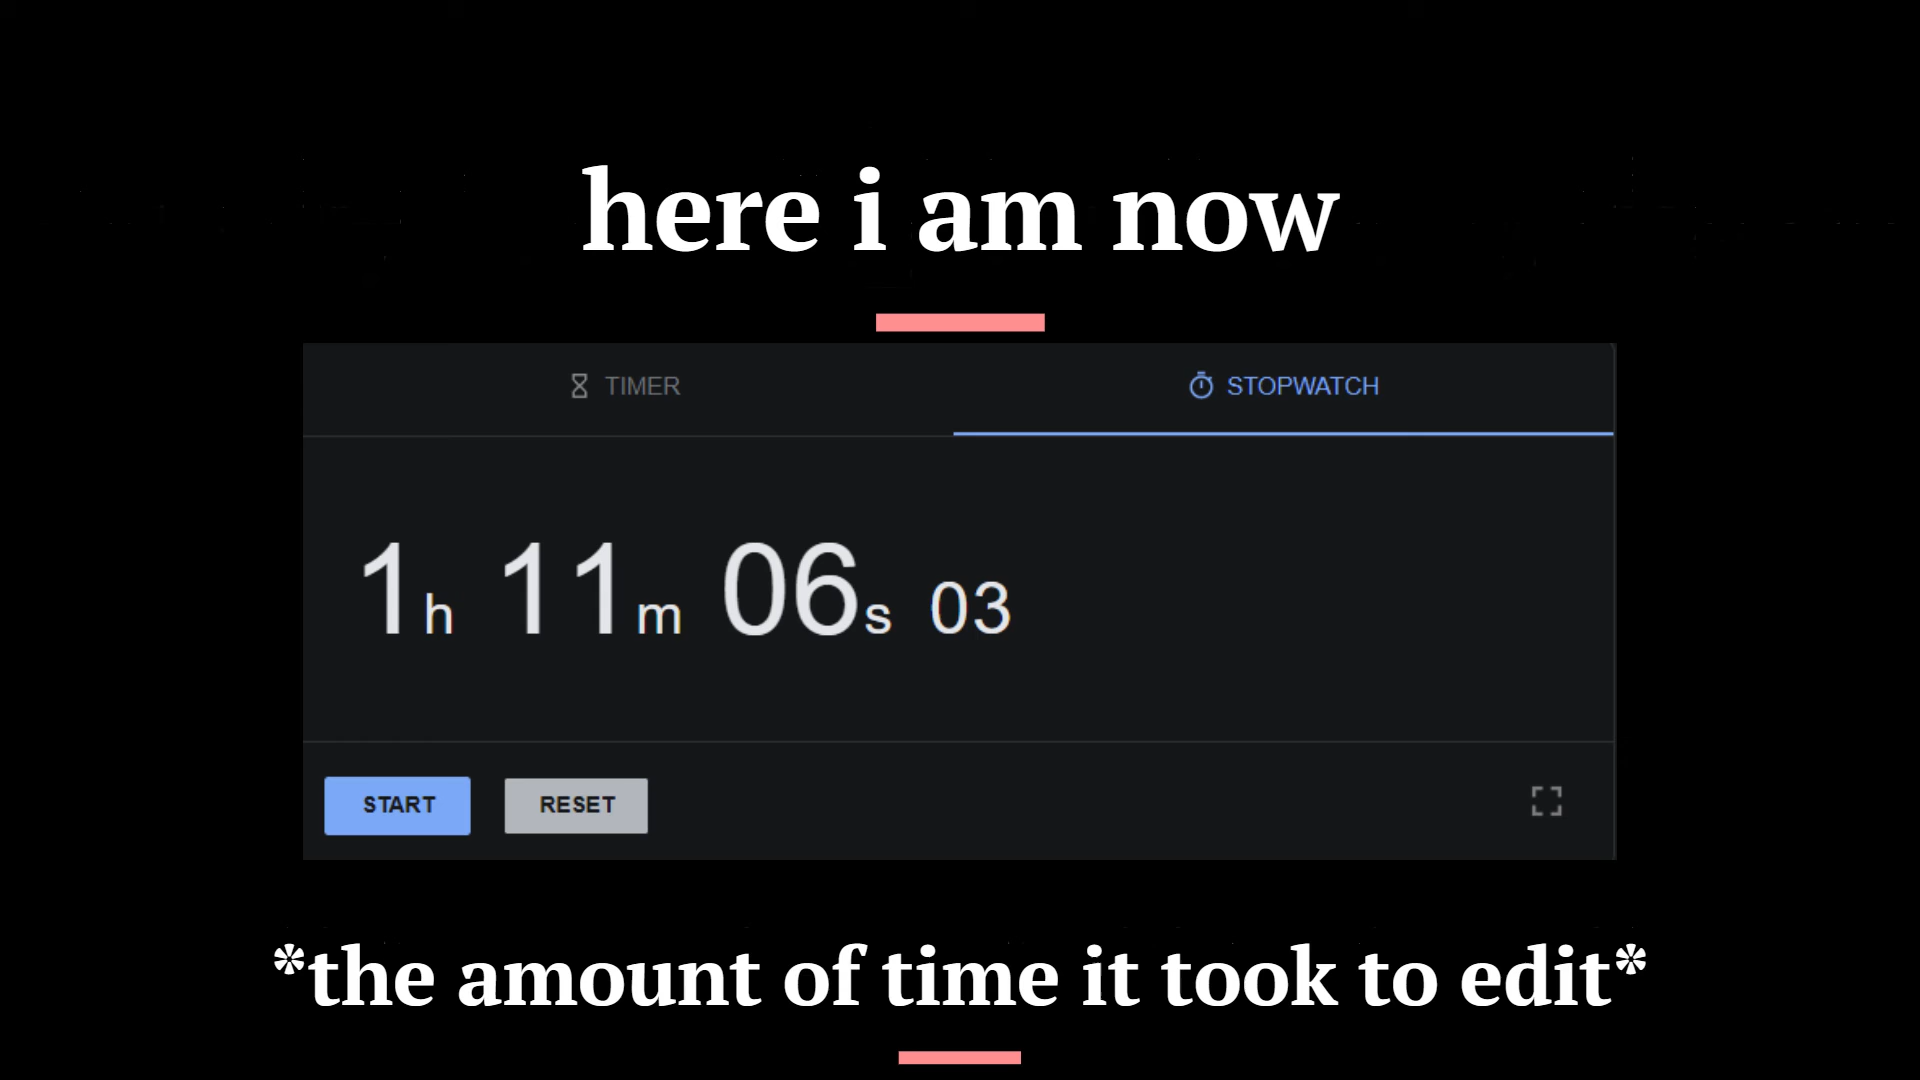 here i am now
TIMER STOPWATCH
1h 11m 06s 03
START RESET
*the amount of time it took to edit*